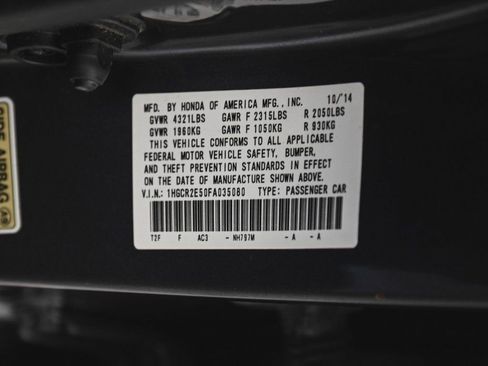 MFD. BY HONDA OF AMERICA MFG.,INC. 10/'14
GVWR 4321LBS GAWR F 2315LBS R 2050LBS
GVWR 1960KG GAWR F 1050KG R 930KG
THIS VEHICLE CONFORMS TO ALL APPLICABLE
FEDERAL MOTOR VEHICLE SAFETY, BUMPER,
AND THEFT PREVENTION STANDARDS IN EFFECT
ON THE DATE OF MANUFACTURE SHOWN ABOVE.
V.I.N.: 1HGCR2E50FA035080 TYPE: PASSENGER CAR
T2F F AC3 - NH797M - A - A
SIDE AIRBAG